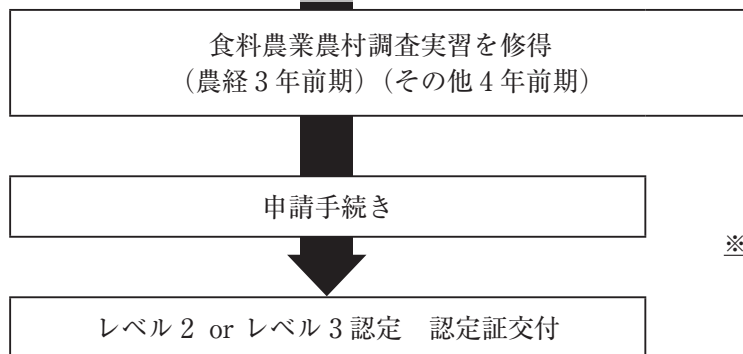 食料農業農村調査実習を修得
（農経３年前期）（その他４年前期）
申請手続き
※
レベル２ or レベル３認定　認定証交付